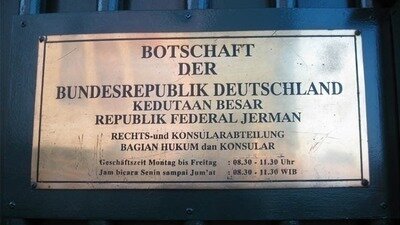 BOTSCHAFT
DER
BUNDESREPUBLIK DEUTSCHLAND
KEDUTAAN BESAR
REPUBLIK FEDERAL JERMAN
RECHTS-und KONSULARABTEILUNG
BAGIAN HUKUM dan KONSULAR
Geschäftszeit Montag bis Freitag : 08.30 - 11.30 Uhr
Jam bicara Senin sampai Jum'at : 08.30 - 11.30 WIB